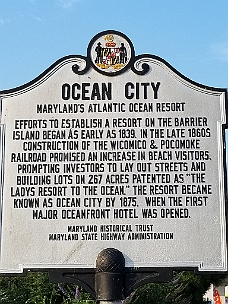 OCEAN CITY
MARYLAND'S ATLANTIC OCEAN RESORT
EFFORTS TO ESTABLISH A RESORT ON THE BARRIER
ISLAND BEGAN AS EARLY AS 1839. IN THE LATE 1860S
CONSTRUCTION OF THE WICOMICO & POCOMOKE
RAILROAD PROMISED AN INCREASE IN BEACH VISITORS,
PROMPTING INVESTORS TO LAY OUT STREETS AND
BUILDING LOTS ON 267 ACRES PATENTED AS "THE
LADYS RESORT TO THE OCEAN." THE RESORT BECAME
KNOWN AS OCEAN CITY BY 1875, WHEN THE FIRST
MAJOR OCEANFRONT HOTEL WAS OPENED.
MARYLAND HISTORICAL TRUST
MARYLAND STATE HIGHWAY ADMINISTRATION